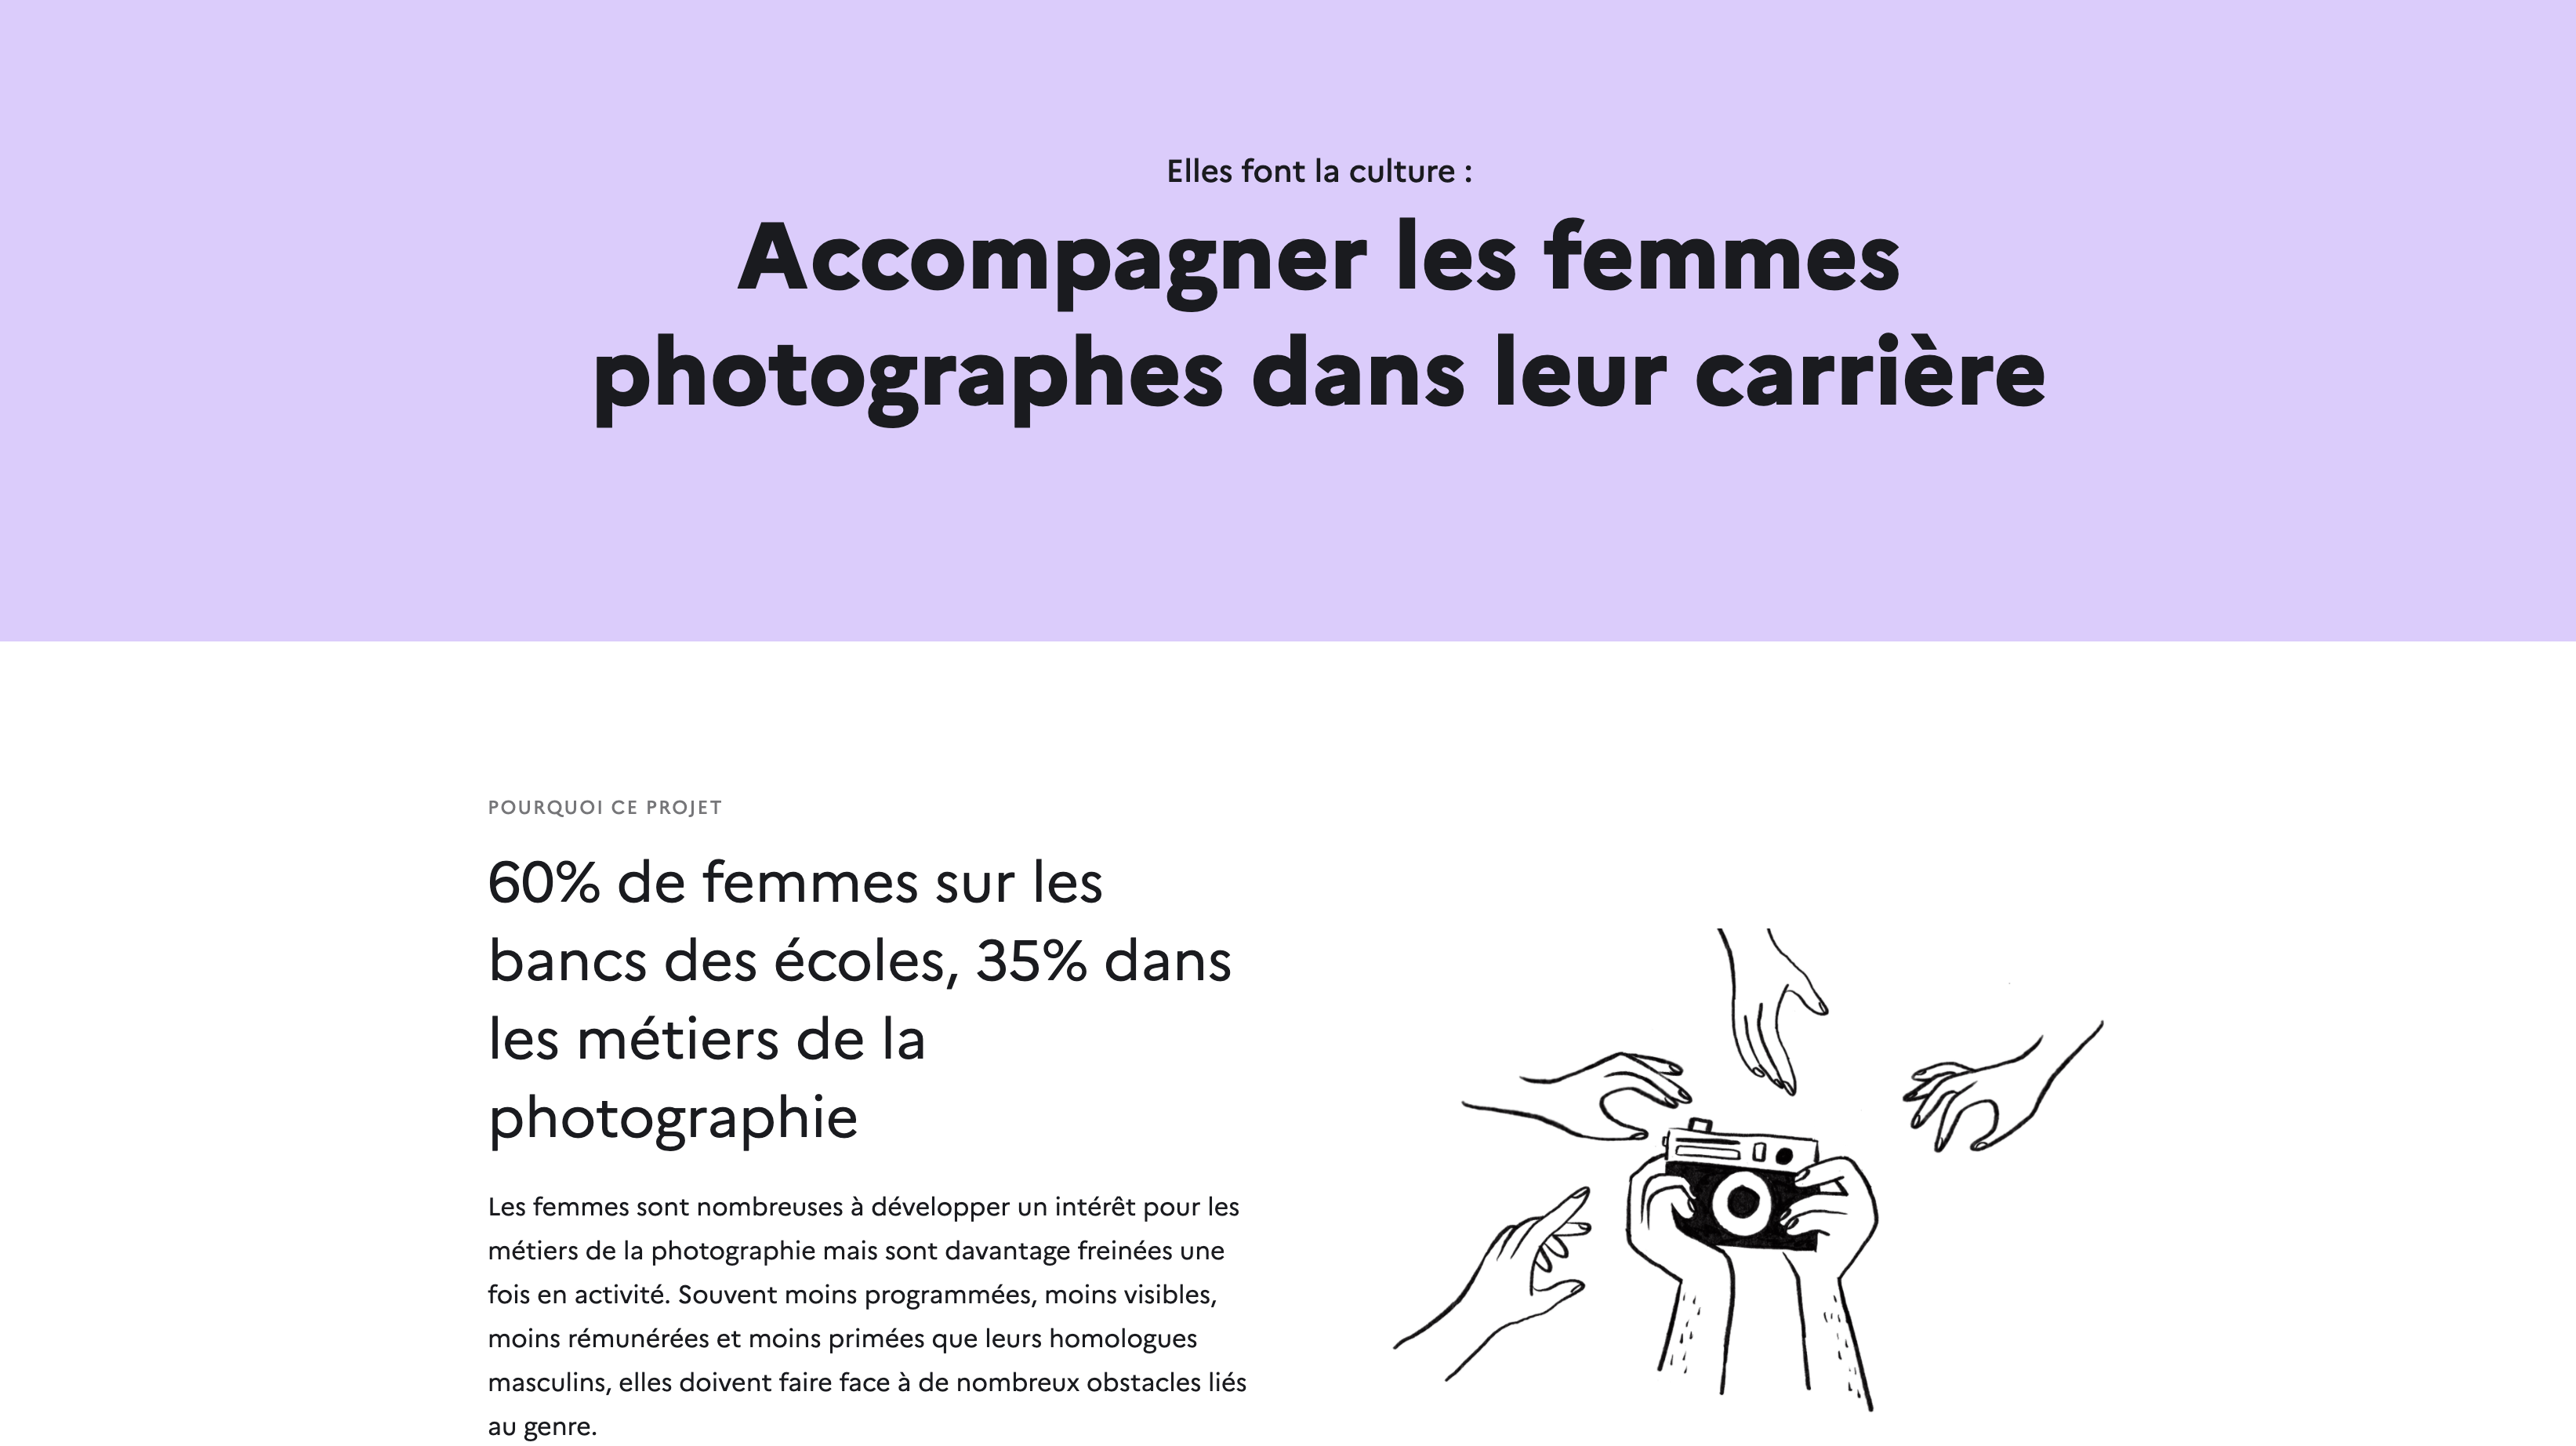 Elles font la culture :
Accompagner les femmes
photographes dans leur carrière
POURQUOI CE PROJET
60% de femmes sur les
bancs des écoles, 35% dans
les métiers de la
photographie
Les femmes sont nombreuses à développer un intérêt pour les
métiers de la photographie mais sont davantage freinées une
fois en activité. Souvent moins programmées, moins visibles,
moins rémunérées et moins primées que leurs homologues
masculins, elles doivent faire face à de nombreux obstacles liés
au genre.